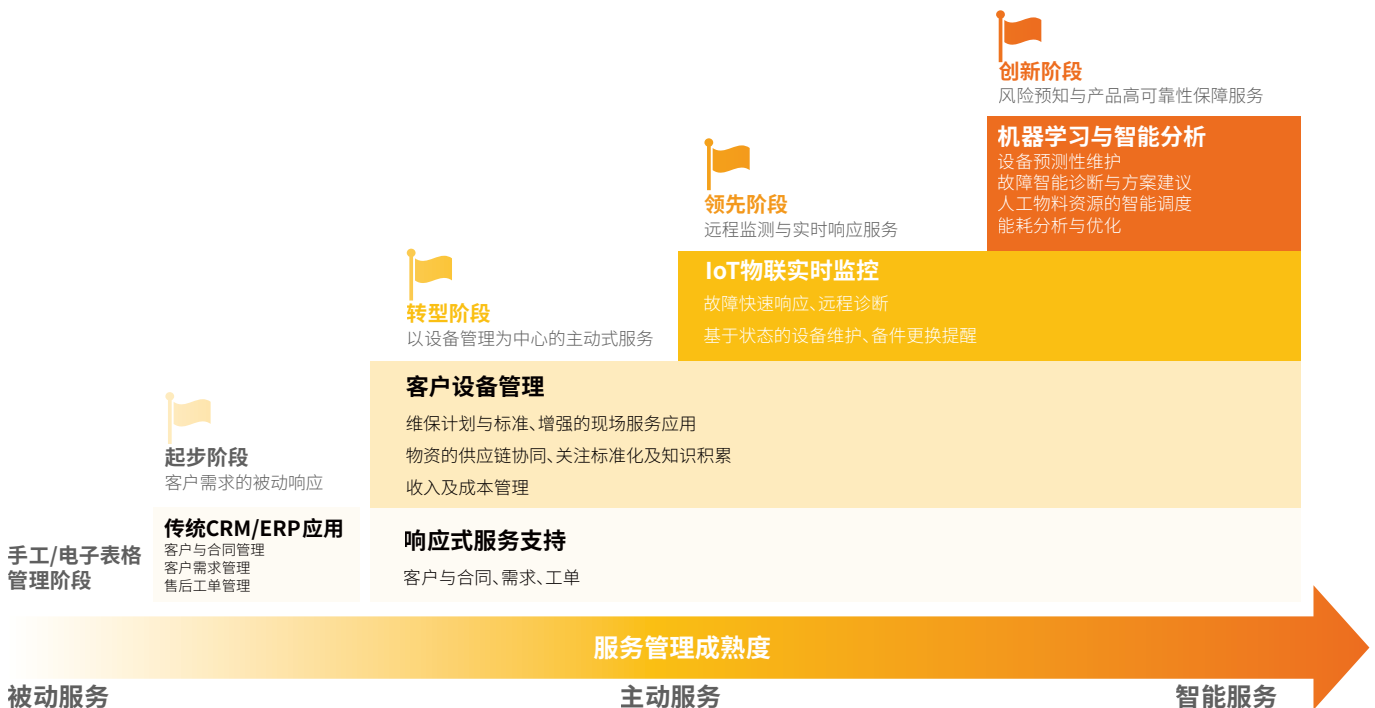 创新阶段
风险预知与产品高可靠性保障服务
机器学习与智能分析
设备预测性维护
故障智能诊断与方案建议
人工物料资源的智能调度
能耗分析与优化
领先阶段
远程监测与实时响应服务
IoT物联实时监控
故障快速响应、远程诊断
基于状态的设备维护、备件更换提醒
转型阶段
以设备管理为中心的主动式服务
客户设备管理
维保计划与标准、增强的现场服务应用
物资的供应链协同、关注标准化及知识积累
收入及成本管理
起步阶段
客户需求的被动响应
传统CRM/ERP应用
客户与合同管理
客户需求管理
售后工单管理
响应式服务支持
客户与合同、需求、工单
手工/电子表格
管理阶段
服务管理成熟度
被动服务
主动服务
智能服务